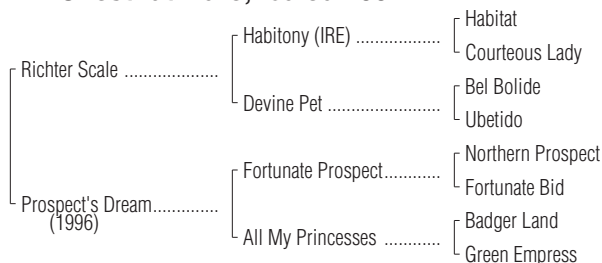 Habitat
Habitony (IRE) ..................
Courteous Lady
Richter Scale ....................
Bel Bolide
Devine Pet ........................
Ubetido
Northern Prospect
Fortunate Prospect............
Fortunate Bid
Prospect's Dream..............
(1996)
Badger Land
All My Princesses ............
Green Empress